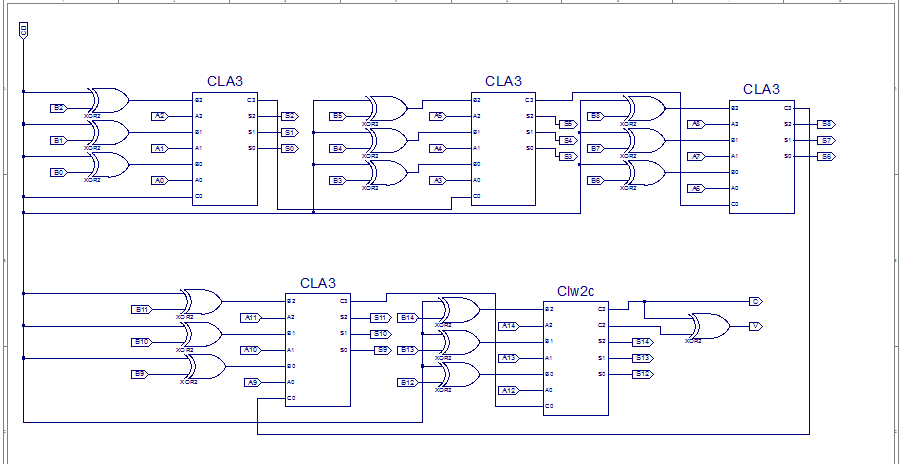 CLA3
B2
XOR2
B1
XOR2
B0
XOR2
A2
A1
A0
B2
A2
B1
A1
B0
A0
C0
C3
S2
S1
S0
S2
S1
S0
CLA3
B5
XOR2
B4
XOR2
B3
XOR2
A5
A4
A3
B2
A2
B1
A1
B0
A0
C0
C3
S2
S1
S0
S5
S4
S3
CLA3
B8
XOR2
B7
XOR2
B6
XOR2
A8
A7
A6
B2
A2
B1
A1
B0
A0
C0
C3
S2
S1
S0
S8
S7
S6
CLA3
B11
XOR2
B10
XOR2
B9
XOR2
A11
A10
A9
B2
A2
B1
A1
B0
A0
C0
C3
S2
S1
S0
S11
S10
S9
Clw2c
B14
XOR2
B13
XOR2
B12
XOR2
A14
A13
A12
B2
A2
B1
A1
B0
A0
C0
C3
C2
S2
S1
S0
XOR2
C
V
S14
S13
S12